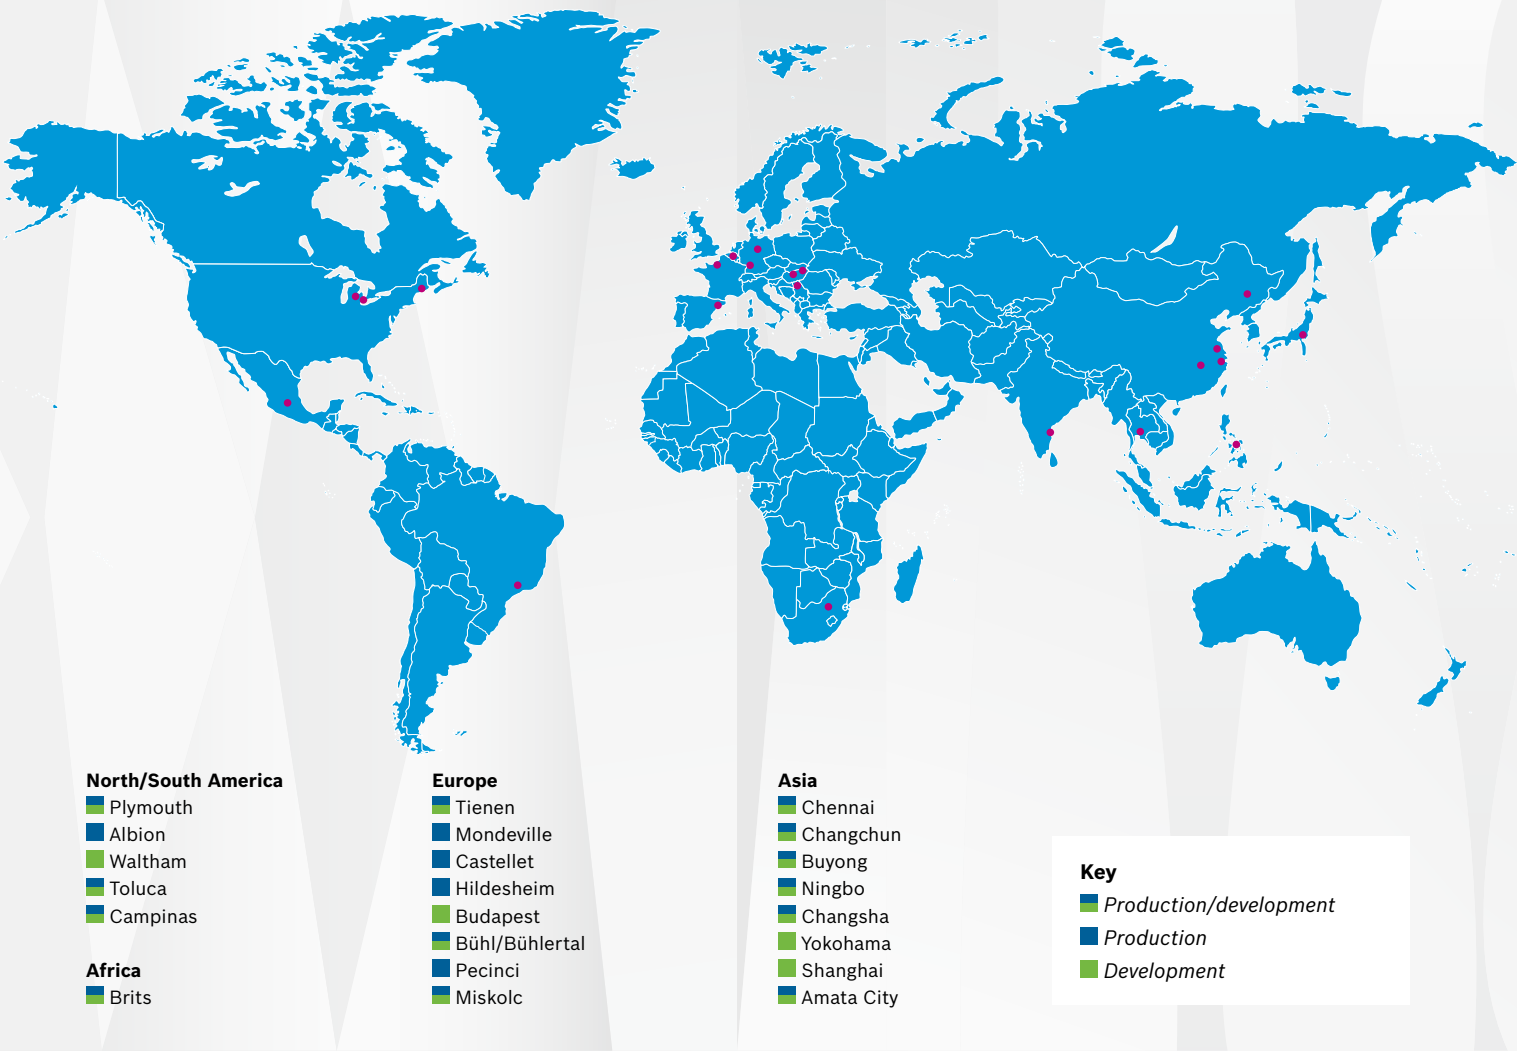 North/South America
Plymouth
Albion
Waltham
Toluca
Campinas
Africa
Brits
Europe
Tienen
Mondeville
Castellet
Hildesheim
Budapest
Bühl/Bühlertal
Pecinci
Miskolc
Asia
Chennai
Changchun
Buyong
Ningbo
Changsha
Yokohama
Shanghai
Amata City
Key
Production/development
Production
Development